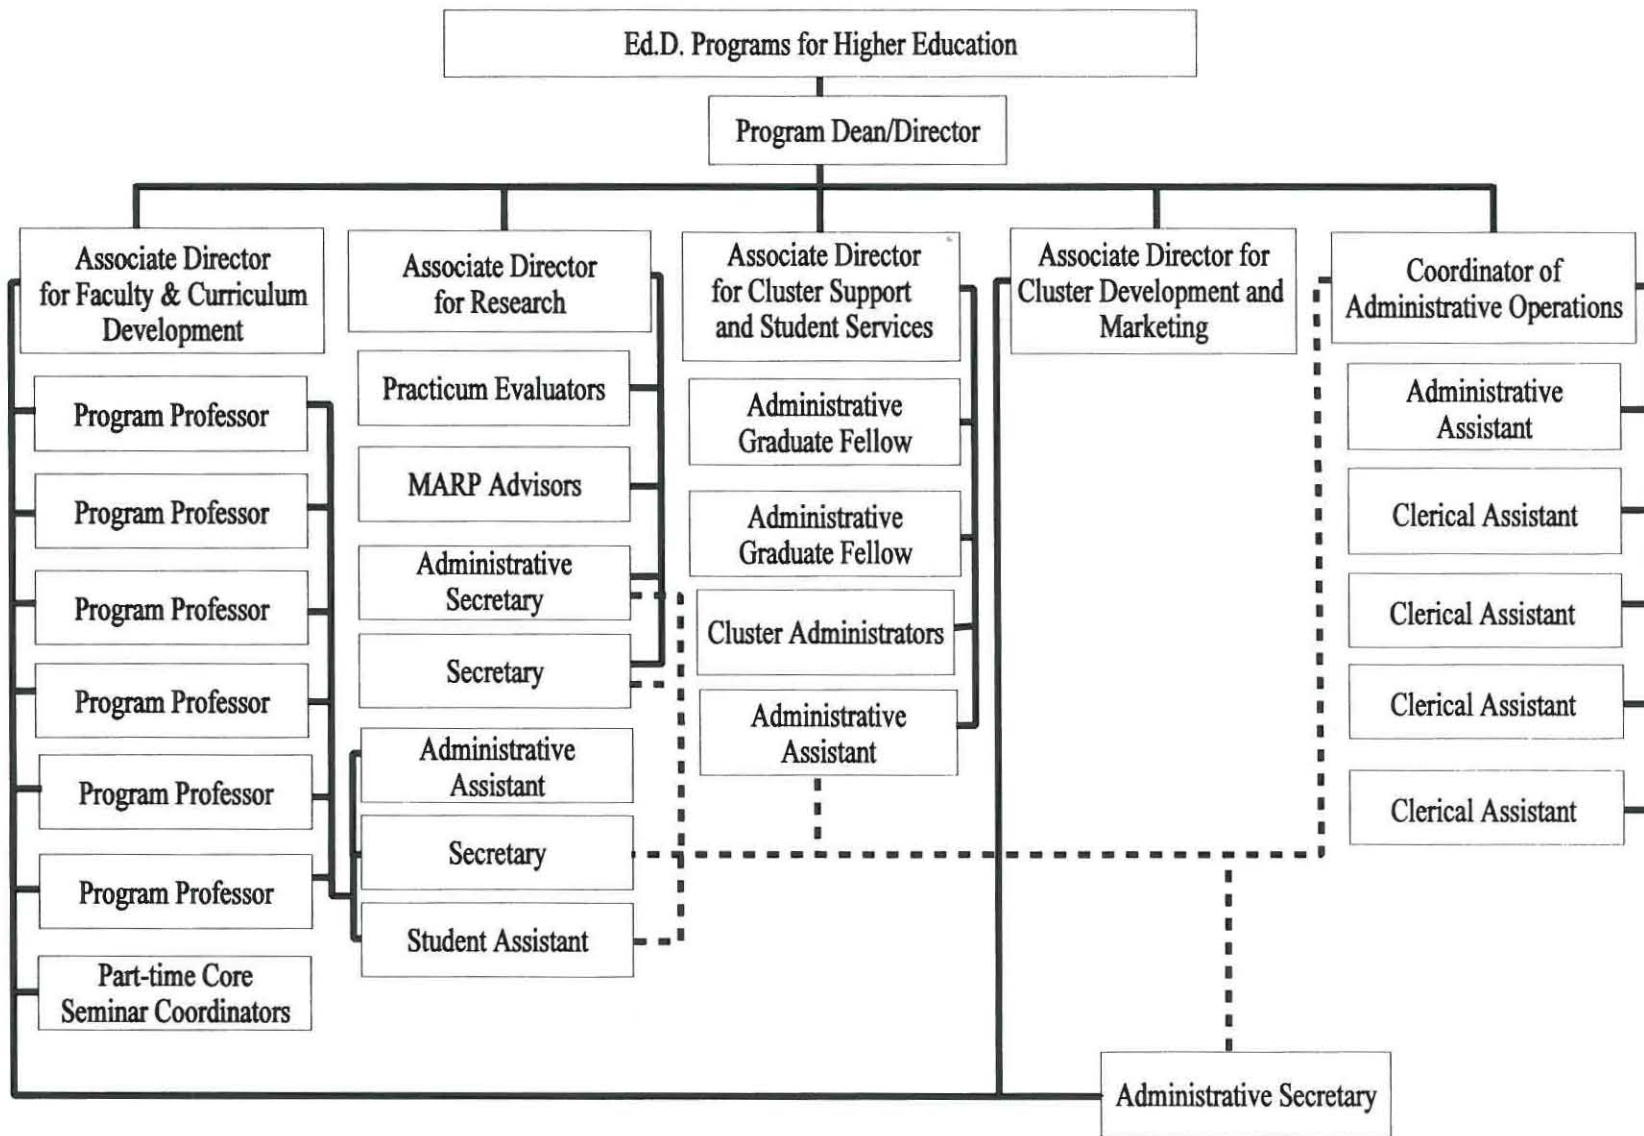 Ed.D. Programs for Higher Education
Program Dean/Director
Associate Director
for Faculty & Curriculum
Development
Program Professor
Program Professor
Program Professor
Program Professor
Program Professor
Program Professor
Part-time Core
Seminar Coordinators
Associate Director
for Research
Practicum Evaluators
MARP Advisors
Administrative
Secretary
Secretary
Administrative
Assistant
Secretary
Student Assistant
Associate Director
for Cluster Support
and Student Services
Administrative
Graduate Fellow
Administrative
Graduate Fellow
Cluster Administrators
Administrative
Assistant
Associate Director for
Cluster Development and
Marketing
Coordinator of
Administrative Operations
Administrative
Assistant
Clerical Assistant
Clerical Assistant
Clerical Assistant
Clerical Assistant
Administrative Secretary